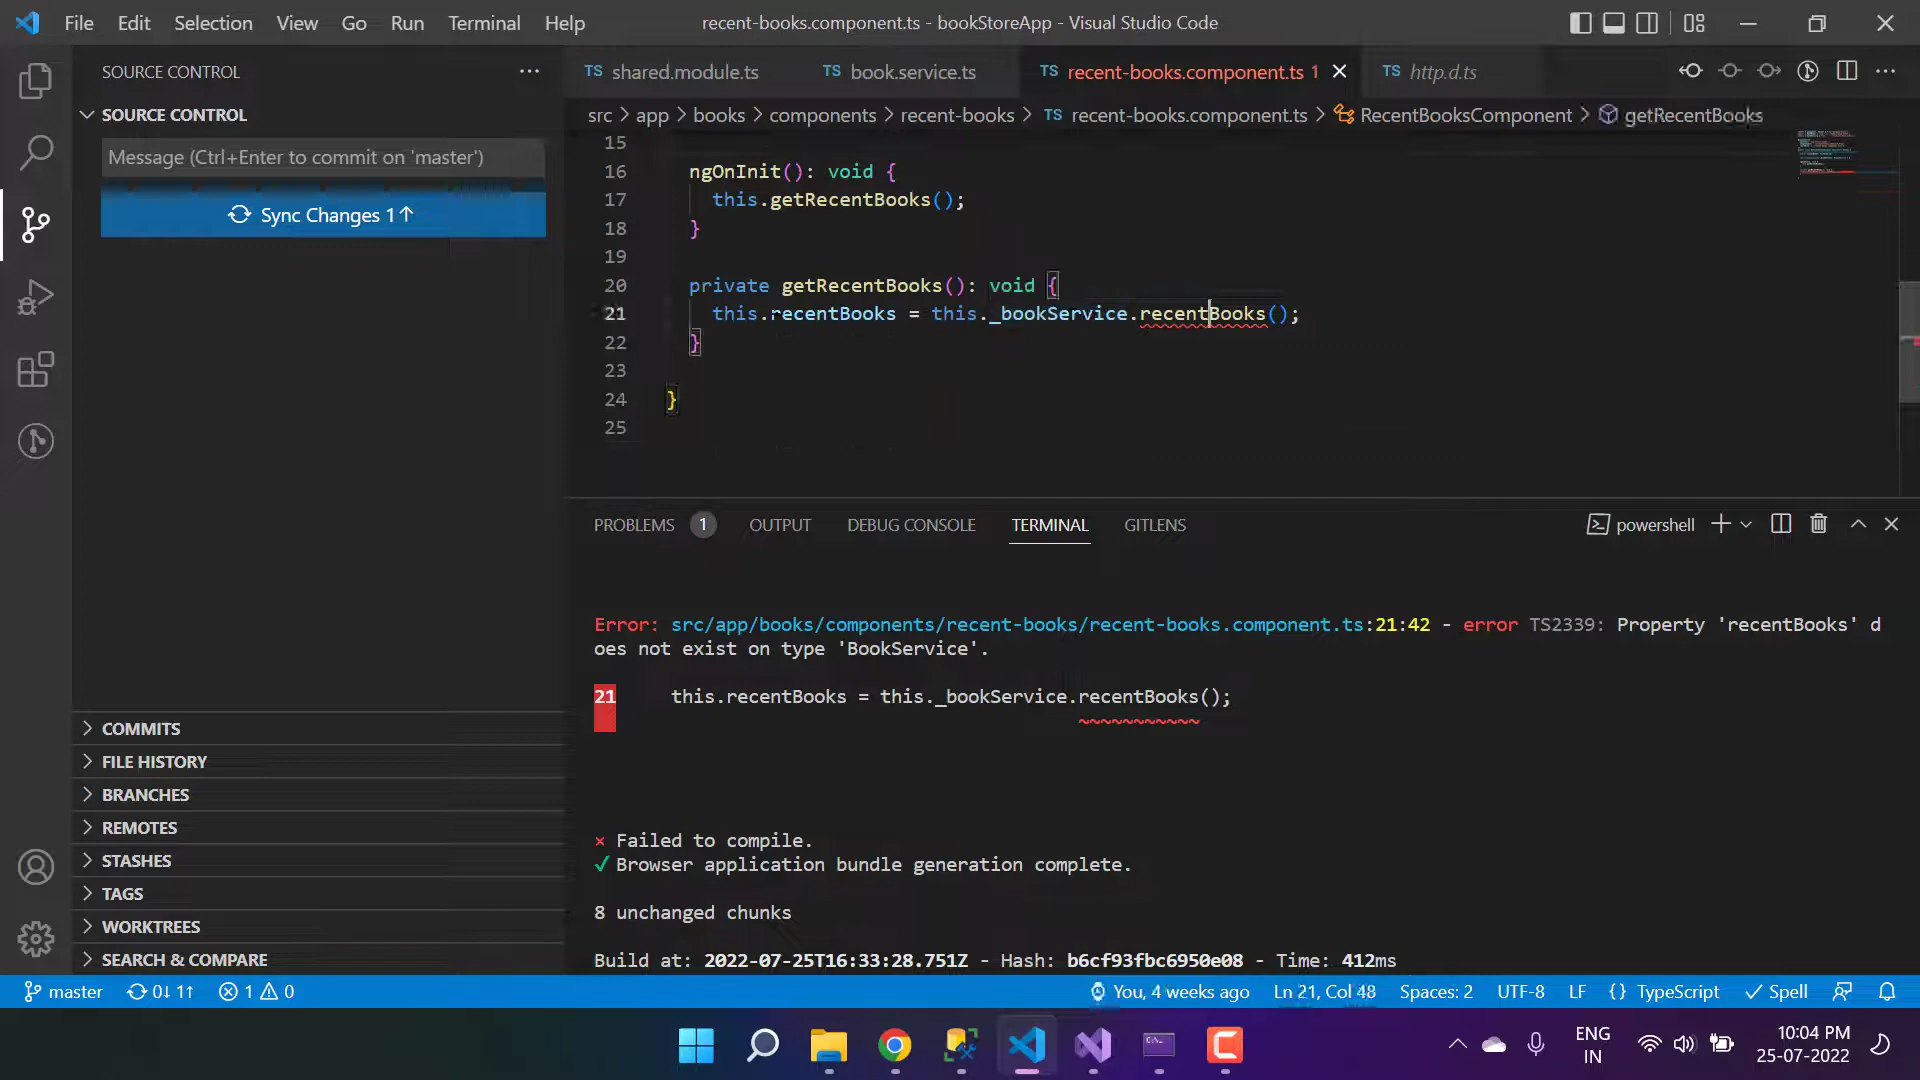 File Edit Selection View Go Run Terminal Help
recent-books.component.ts - bookStoreApp - Visual Studio Code
SOURCE CONTROL
SOURCE CONTROL
Message (Ctrl+Enter to commit on 'master')
Sync Changes 1↑
COMMITS
FILE HISTORY
BRANCHES
REMOTES
STASHES
TAGS
WORKTREES
SEARCH & COMPARE
TS shared.module.ts TS book.service.ts TS recent-books.component.ts 1 TS http.d.ts
src > app > books > components > recent-books > TS recent-books.component.ts > RecentBooksComponent > getRecentBooks
15
16 ngOnInit(): void {
17 this.getRecentBooks();
18 }
19
20 private getRecentBooks(): void {
21 this.recentBooks = this._bookService.recentBooks();
22 }
23
24 }
25
PROBLEMS 1 OUTPUT DEBUG CONSOLE TERMINAL GITLENS
powershell
Error: src/app/books/components/recent-books/recent-books.component.ts:21:42 - error TS2339: Property 'recentBooks' d
oes not exist on type 'BookService'.
21 this.recentBooks = this._bookService.recentBooks();
~~~~~~~~~~~
× Failed to compile.
✓ Browser application bundle generation complete.
8 unchanged chunks
Build at: 2022-07-25T16:33:28.751Z - Hash: b6cf93fbc6950e08 - Time: 412ms
master 0↓ 1↑ 1 0 You, 4 weeks ago Ln 21, Col 48 Spaces: 2 UTF-8 LF {} TypeScript ✓ Spell
ENG
IN
10:04 PM
25-07-2022